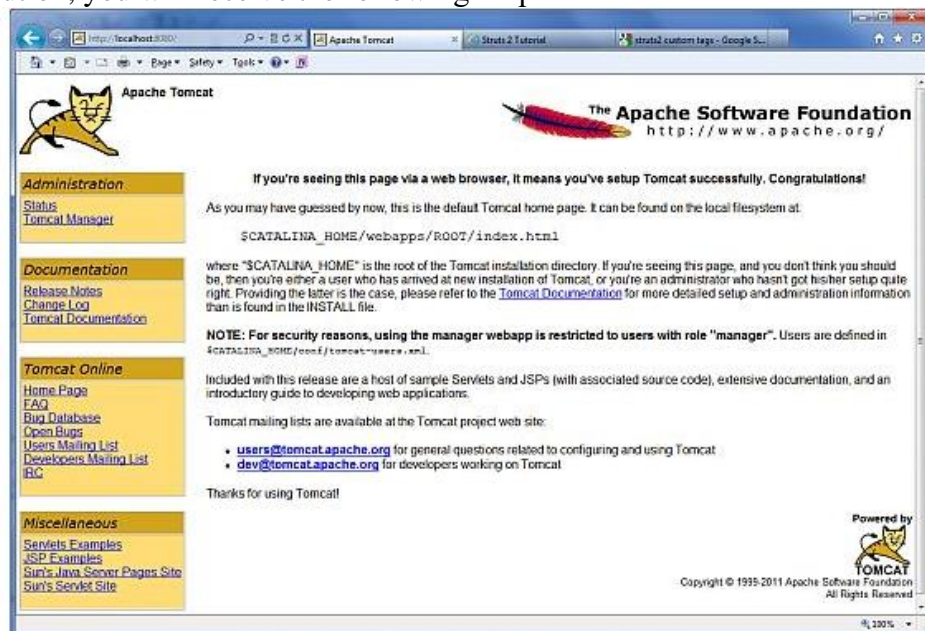 http://localhost:8080/
Apache Tomcat
Struts 2 Tutorial
struts2 custom tags - Google S...
Page
Safety
Tools
Apache Tomcat
The Apache Software Foundation
http://www.apache.org/
Administration
Status
Tomcat Manager
Documentation
Release Notes
Change Log
Tomcat Documentation
Tomcat Online
Home Page
FAQ
Bug Database
Open Bugs
Users Mailing List
Developers Mailing List
IRC
Miscellaneous
Servlets Examples
JSP Examples
Sun's Java Server Pages Site
Sun's Servlet Site
If you're seeing this page via a web browser, it means you've setup Tomcat successfully. Congratulations!
As you may have guessed by now, this is the default Tomcat home page. It can be found on the local filesystem at:
$CATALINA_HOME/webapps/ROOT/index.html
where "$CATALINA_HOME" is the root of the Tomcat installation directory. If you're seeing this page, and you don't think you should
be, then you're either a user who has arrived at new installation of Tomcat, or you're an administrator who hasn't got his/her setup quite
right. Providing the latter is the case, please refer to the Tomcat Documentation for more detailed setup and administration information
than is found in the INSTALL file.
NOTE: For security reasons, using the manager webapp is restricted to users with role "manager". Users are defined in
$CATALINA_HOME/conf/tomcat-users.xml.
Included with this release are a host of sample Servlets and JSPs (with associated source code), extensive documentation, and an
introductory guide to developing web applications.
Tomcat mailing lists are available at the Tomcat project web site:
users@tomcat.apache.org for general questions related to configuring and using Tomcat
dev@tomcat.apache.org for developers working on Tomcat
Thanks for using Tomcat!
Powered by
TOMCAT
Copyright © 1999-2011 Apache Software Foundation
All Rights Reserved
100%